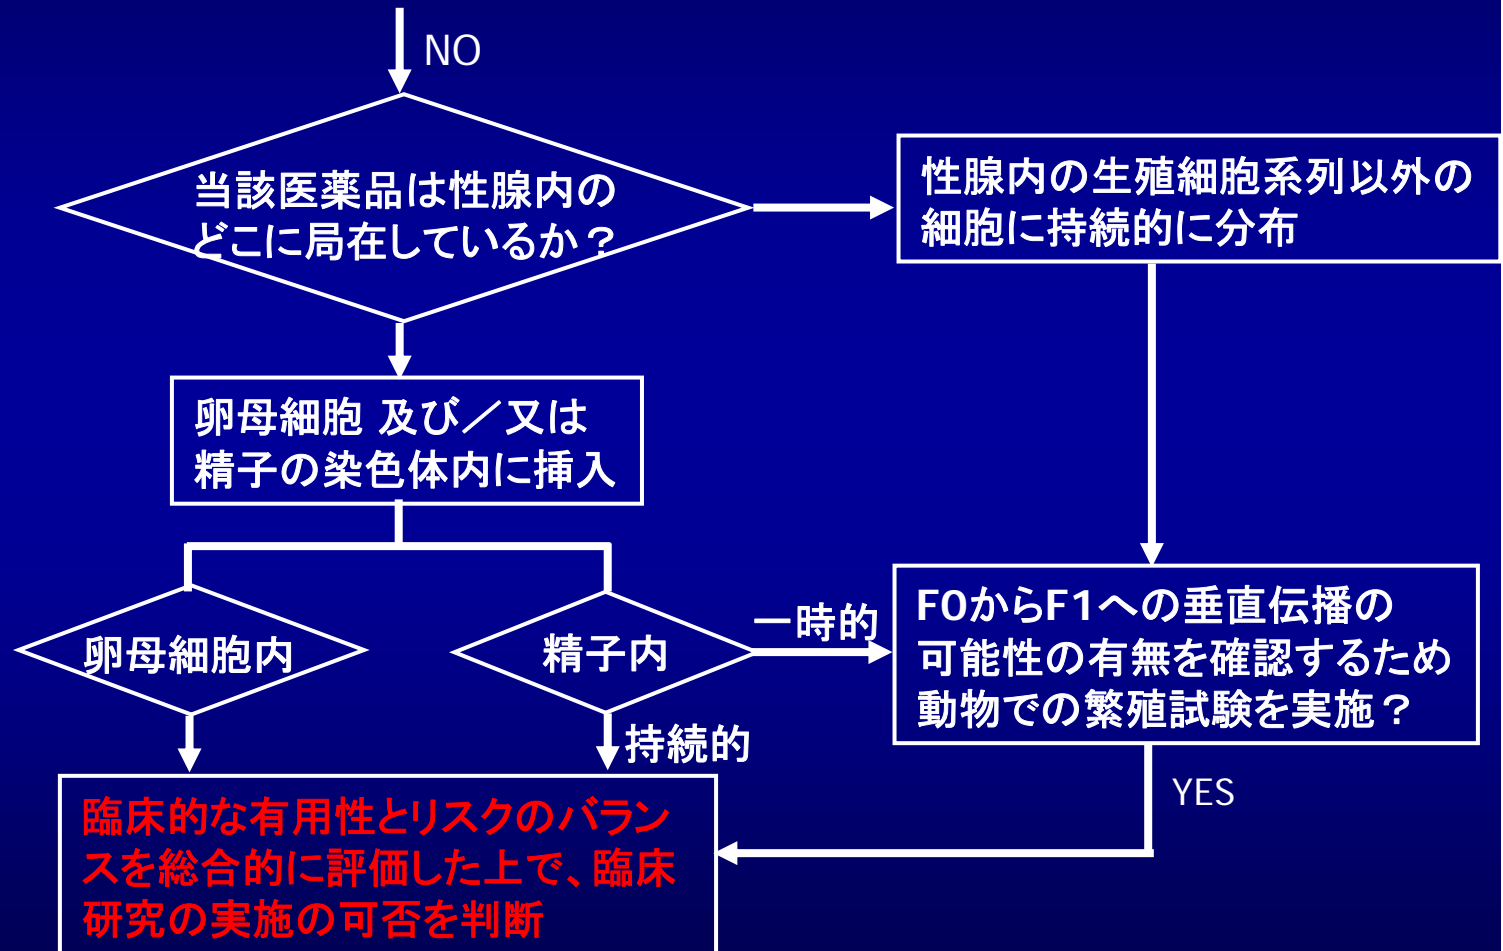 NO
当該医薬品は性腺内の
どこに局在しているか？
性腺内の生殖細胞系列以外の
細胞に持続的に分布
卵母細胞 及び／又は
精子の染色体内に挿入
卵母細胞内
精子内
一時的
持続的
F0からF1への垂直伝播の
可能性の有無を確認するため
動物での繁殖試験を実施？
YES
臨床的な有用性とリスクのバラン
スを総合的に評価した上で、臨床
研究の実施の可否を判断